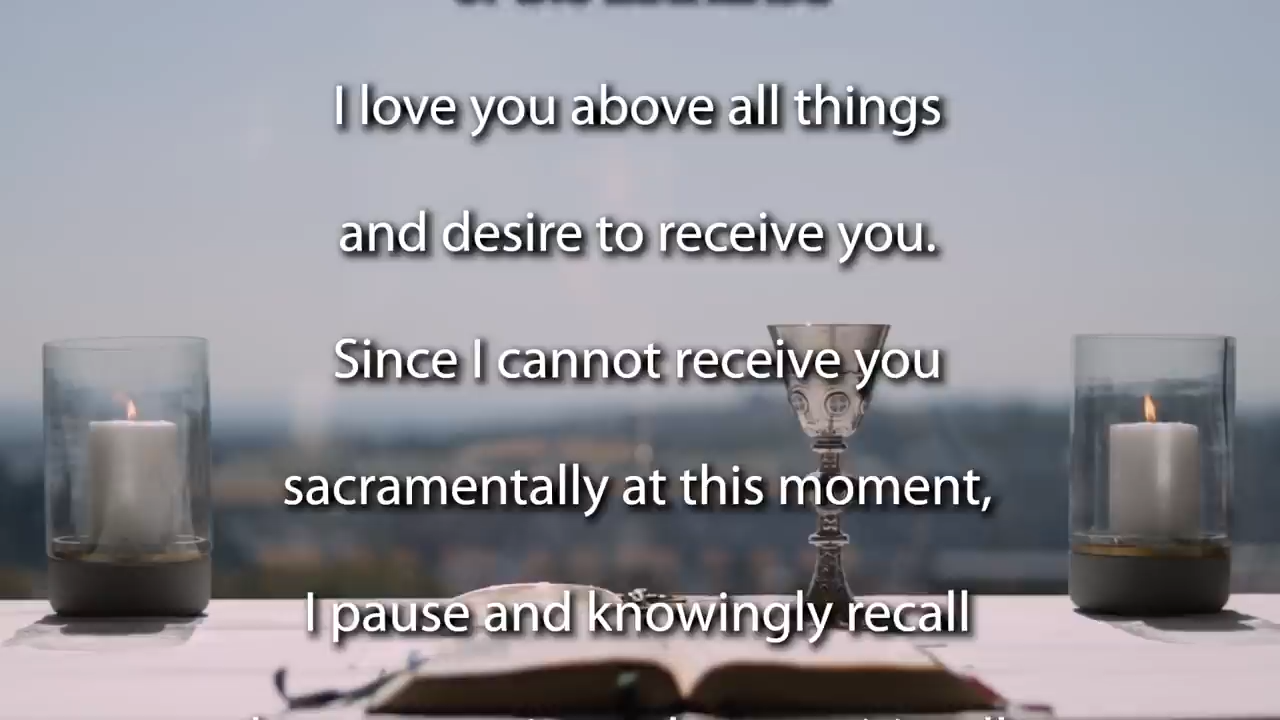 I love you above all things
and desire to receive you.
Since I cannot receive you
sacramentally at this moment,
I pause and knowingly recall